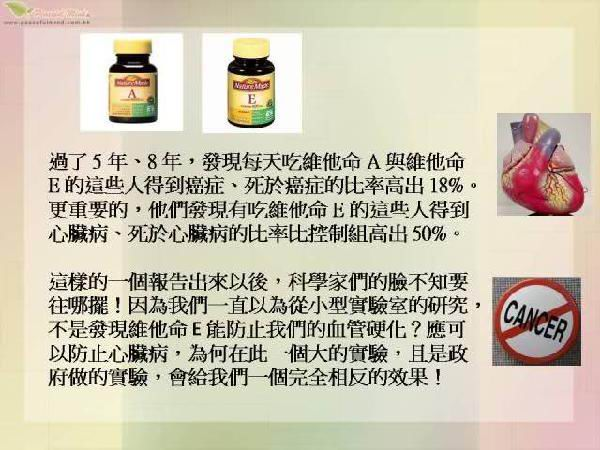 www.peacefulmind.com.hk
NatureMade
A
NatureMade
E
過了 5 年、8 年，發現每天吃維他命 A 與維他命
E 的這些人得到癌症、死於癌症的比率高出 18%。
更重要的，他們發現有吃維他命 E 的這些人得到
心臟病、死於心臟病的比率比控制組高出 50%。
這樣的一個報告出來以後，科學家們的臉不知要
往哪擺！因為我們一直以為從小型實驗室的研究，
不是發現維他命 E 能防止我們的血管硬化？應可
以防止心臟病，為何在此 一個大的實驗，且是政
府做的實驗，會給我們一個完全相反的效果！
CANCER